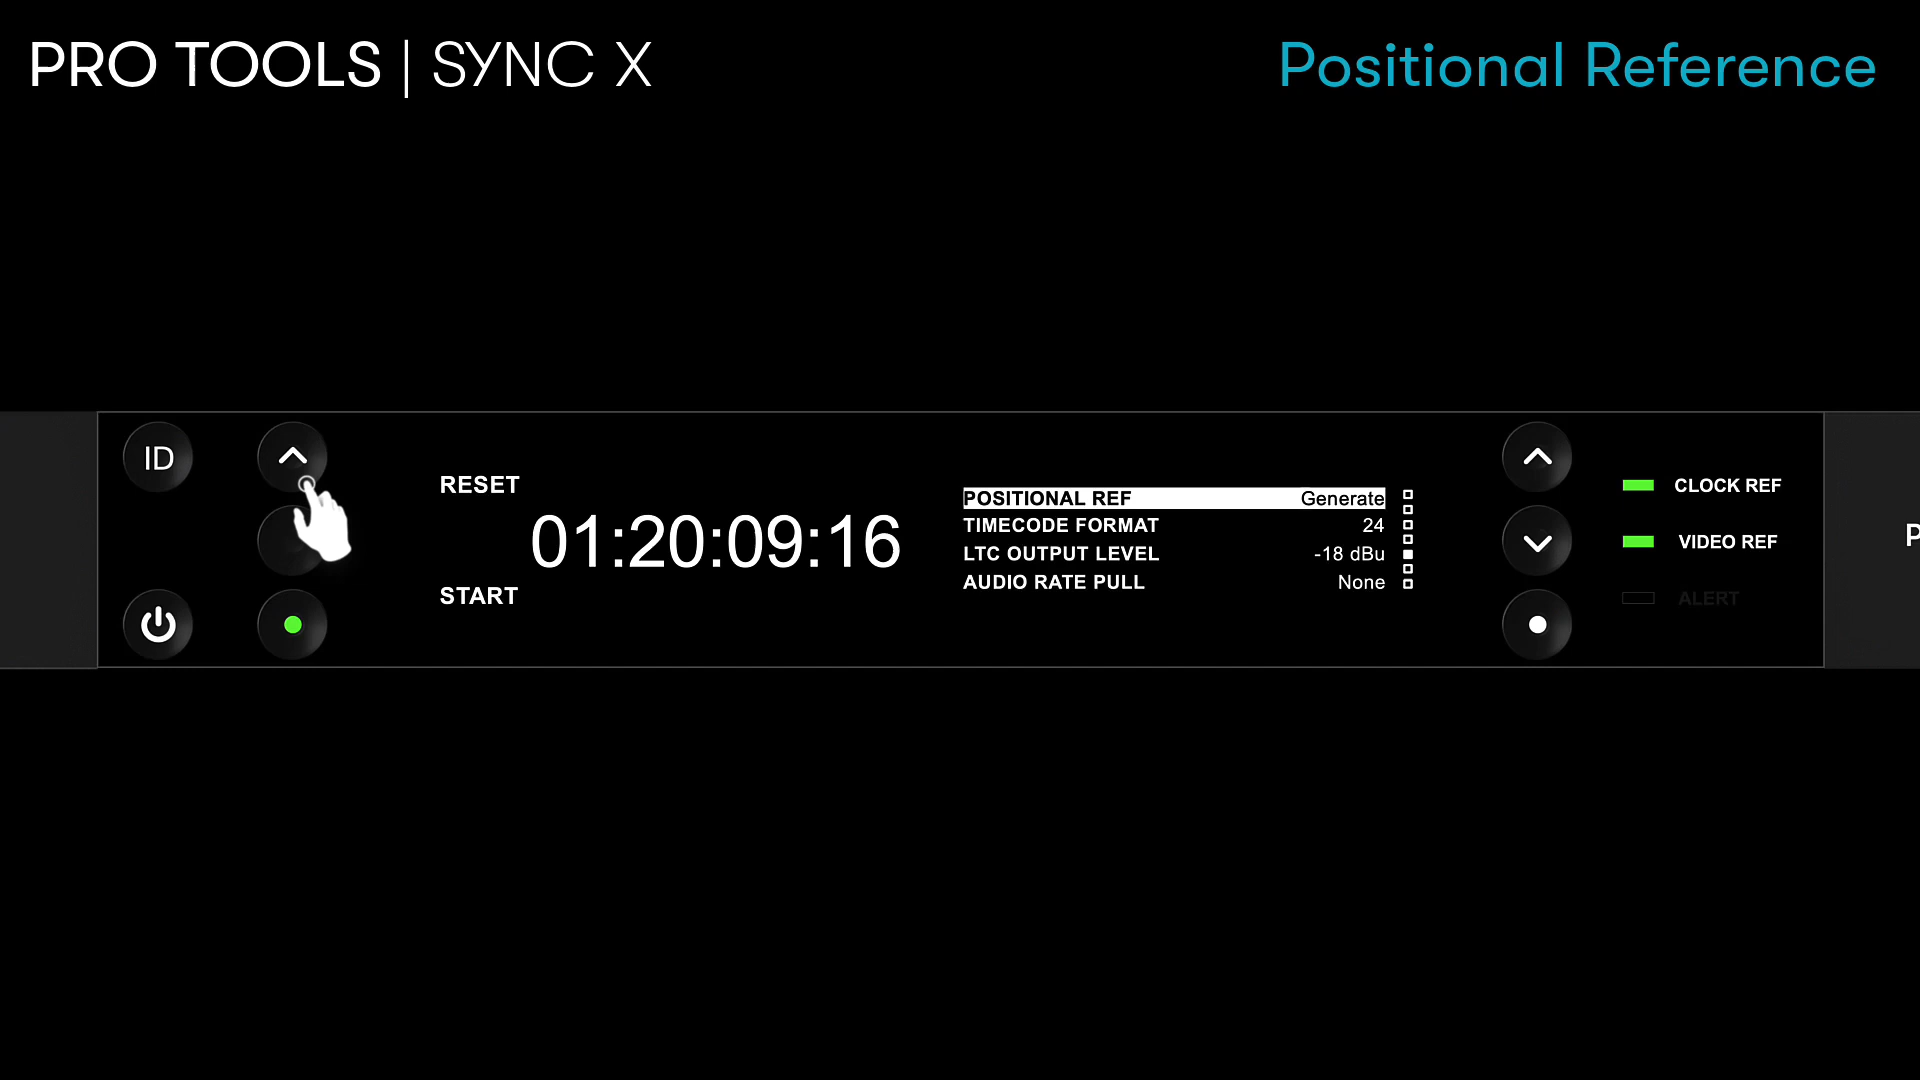 PRO TOOLS | SYNC X
Positional Reference
ID
RESET
01:20:09:16
START
POSITIONAL REF Generate
TIMECODE FORMAT 24
LTC OUTPUT LEVEL -18 dBu
AUDIO RATE PULL None
CLOCK REF
VIDEO REF
ALERT